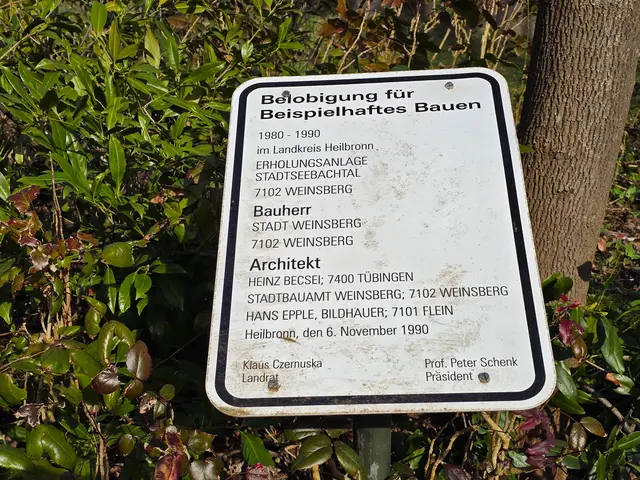 Belobigung für
Beispielhaftes Bauen
1980 - 1990
im Landkreis Heilbronn
ERHOLUNGSANLAGE
STADTSEEBACHTAL
7102 WEINSBERG
Bauherr
STADT WEINSBERG
7102 WEINSBERG
Architekt
HEINZ BECSEI; 7400 TÜBINGEN
STADTBAUAMT WEINSBERG; 7102 WEINSBERG
HANS EPPLE, BILDHAUER; 7101 FLEIN
Heilbronn, den 6. November 1990
Klaus Czernuska
Landrat
Prof. Peter Schenk
Präsident